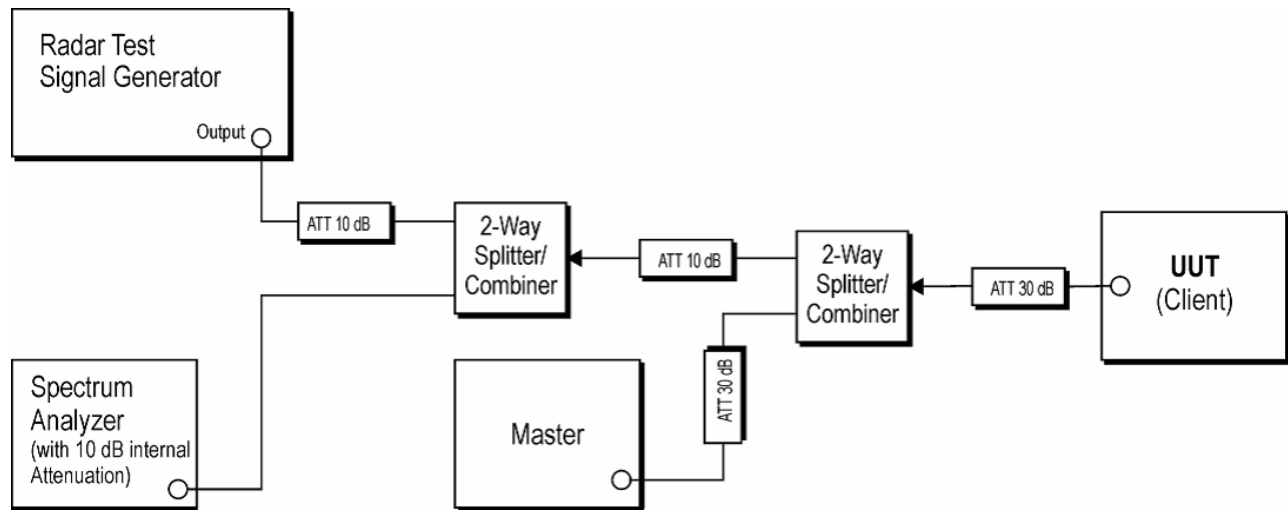 Radar Test
Signal Generator
Output
ATT 10 dB
2-Way
Splitter/
Combiner
ATT 10 dB
2-Way
Splitter/
Combiner
ATT 30 dB
UUT
(Client)
ATT 30 dB
Spectrum
Analyzer
(with 10 dB internal
Attenuation)
Master